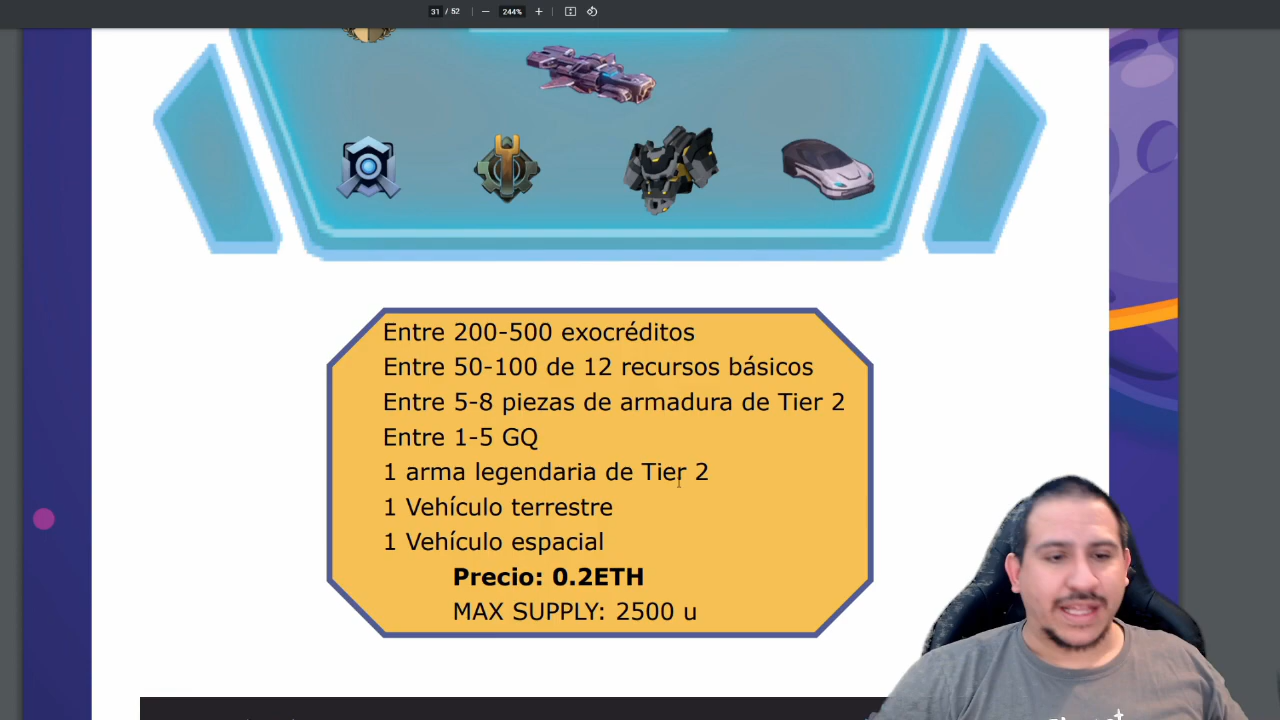 31 / 52
244%
Entre 200-500 exocréditos
Entre 50-100 de 12 recursos básicos
Entre 5-8 piezas de armadura de Tier 2
Entre 1-5 GQ
1 arma legendaria de Tier 2
1 Vehículo terrestre
1 Vehículo espacial
Precio: 0.2ETH
MAX SUPPLY: 2500 u